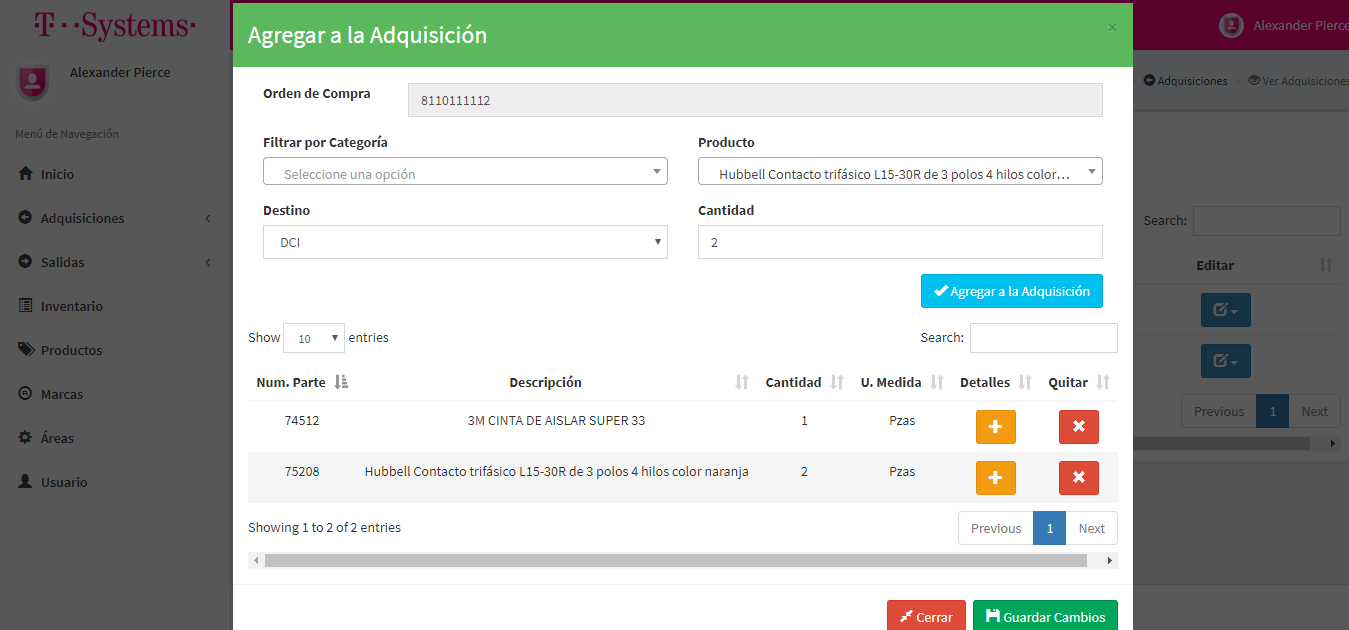 T··Systems·
Alexander Pierce
Alexander Pierce
Menú de Navegación
Inicio
Adquisiciones
Salidas
Inventario
Productos
Marcas
Áreas
Usuario
Adquisiciones > Ver Adquisiciones
Search:
Editar
Previous 1 Next
Agregar a la Adquisición ×
Orden de Compra 8110111112
Filtrar por Categoría Producto
Seleccione una opción Hubbell Contacto trifásico L15-30R de 3 polos 4 hilos color…
Destino Cantidad
DCI 2
Agregar a la Adquisición
Show 10 entries Search:
Num. Parte Descripción Cantidad U. Medida Detalles Quitar
74512 3M CINTA DE AISLAR SUPER 33 1 Pzas
75208 Hubbell Contacto trifásico L15-30R de 3 polos 4 hilos color naranja 2 Pzas
Showing 1 to 2 of 2 entries Previous 1 Next
Cerrar Guardar Cambios